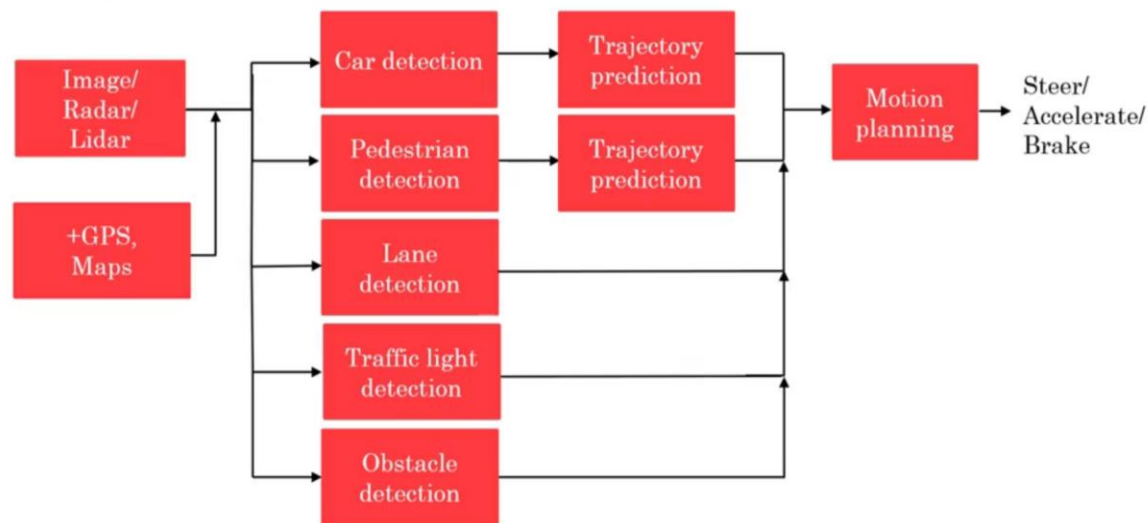 Image/
Radar/
Lidar
+GPS,
Maps
Car detection
Pedestrian
detection
Lane
detection
Traffic light
detection
Obstacle
detection
Trajectory
prediction
Trajectory
prediction
Motion
planning
Steer/
Accelerate/
Brake